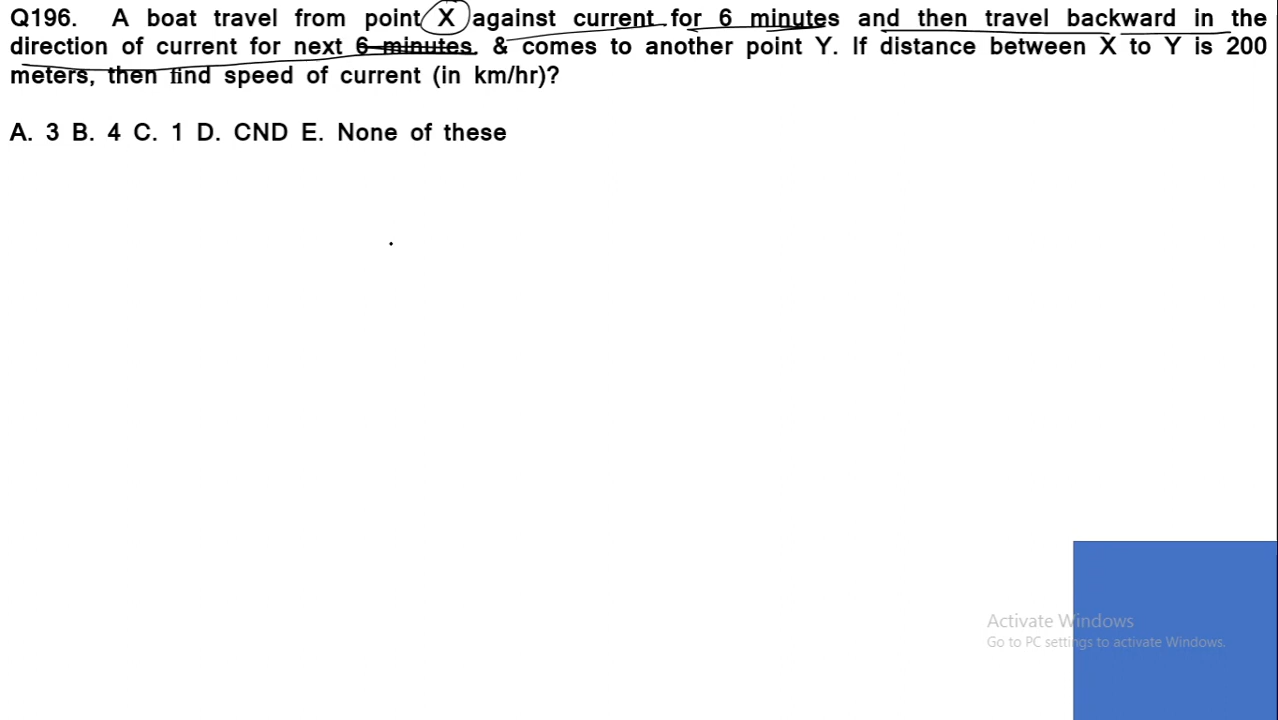 Q196. A boat travel from point X against current for 6 minutes and then travel backward in the
direction of current for next 6 minutes & comes to another point Y. If distance between X to Y is 200
meters, then find speed of current (in km/hr)?
A. 3 B. 4 C. 1 D. CND E. None of these
Activate Windows
Go to PC settings to activate Windows.